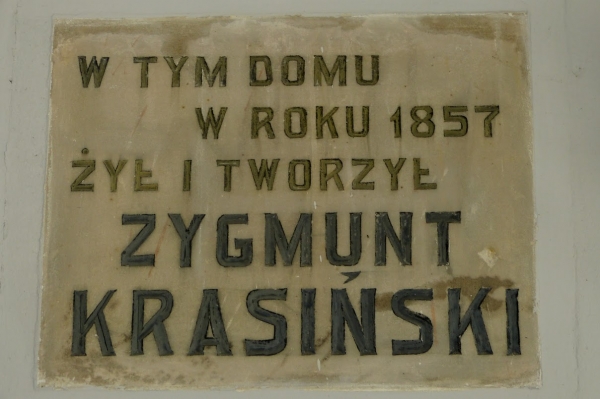 W TYM DOMU
W ROKU 1857
ŻYŁ I TWORZYŁ
ZYGMUNT
KRASIŃSKI